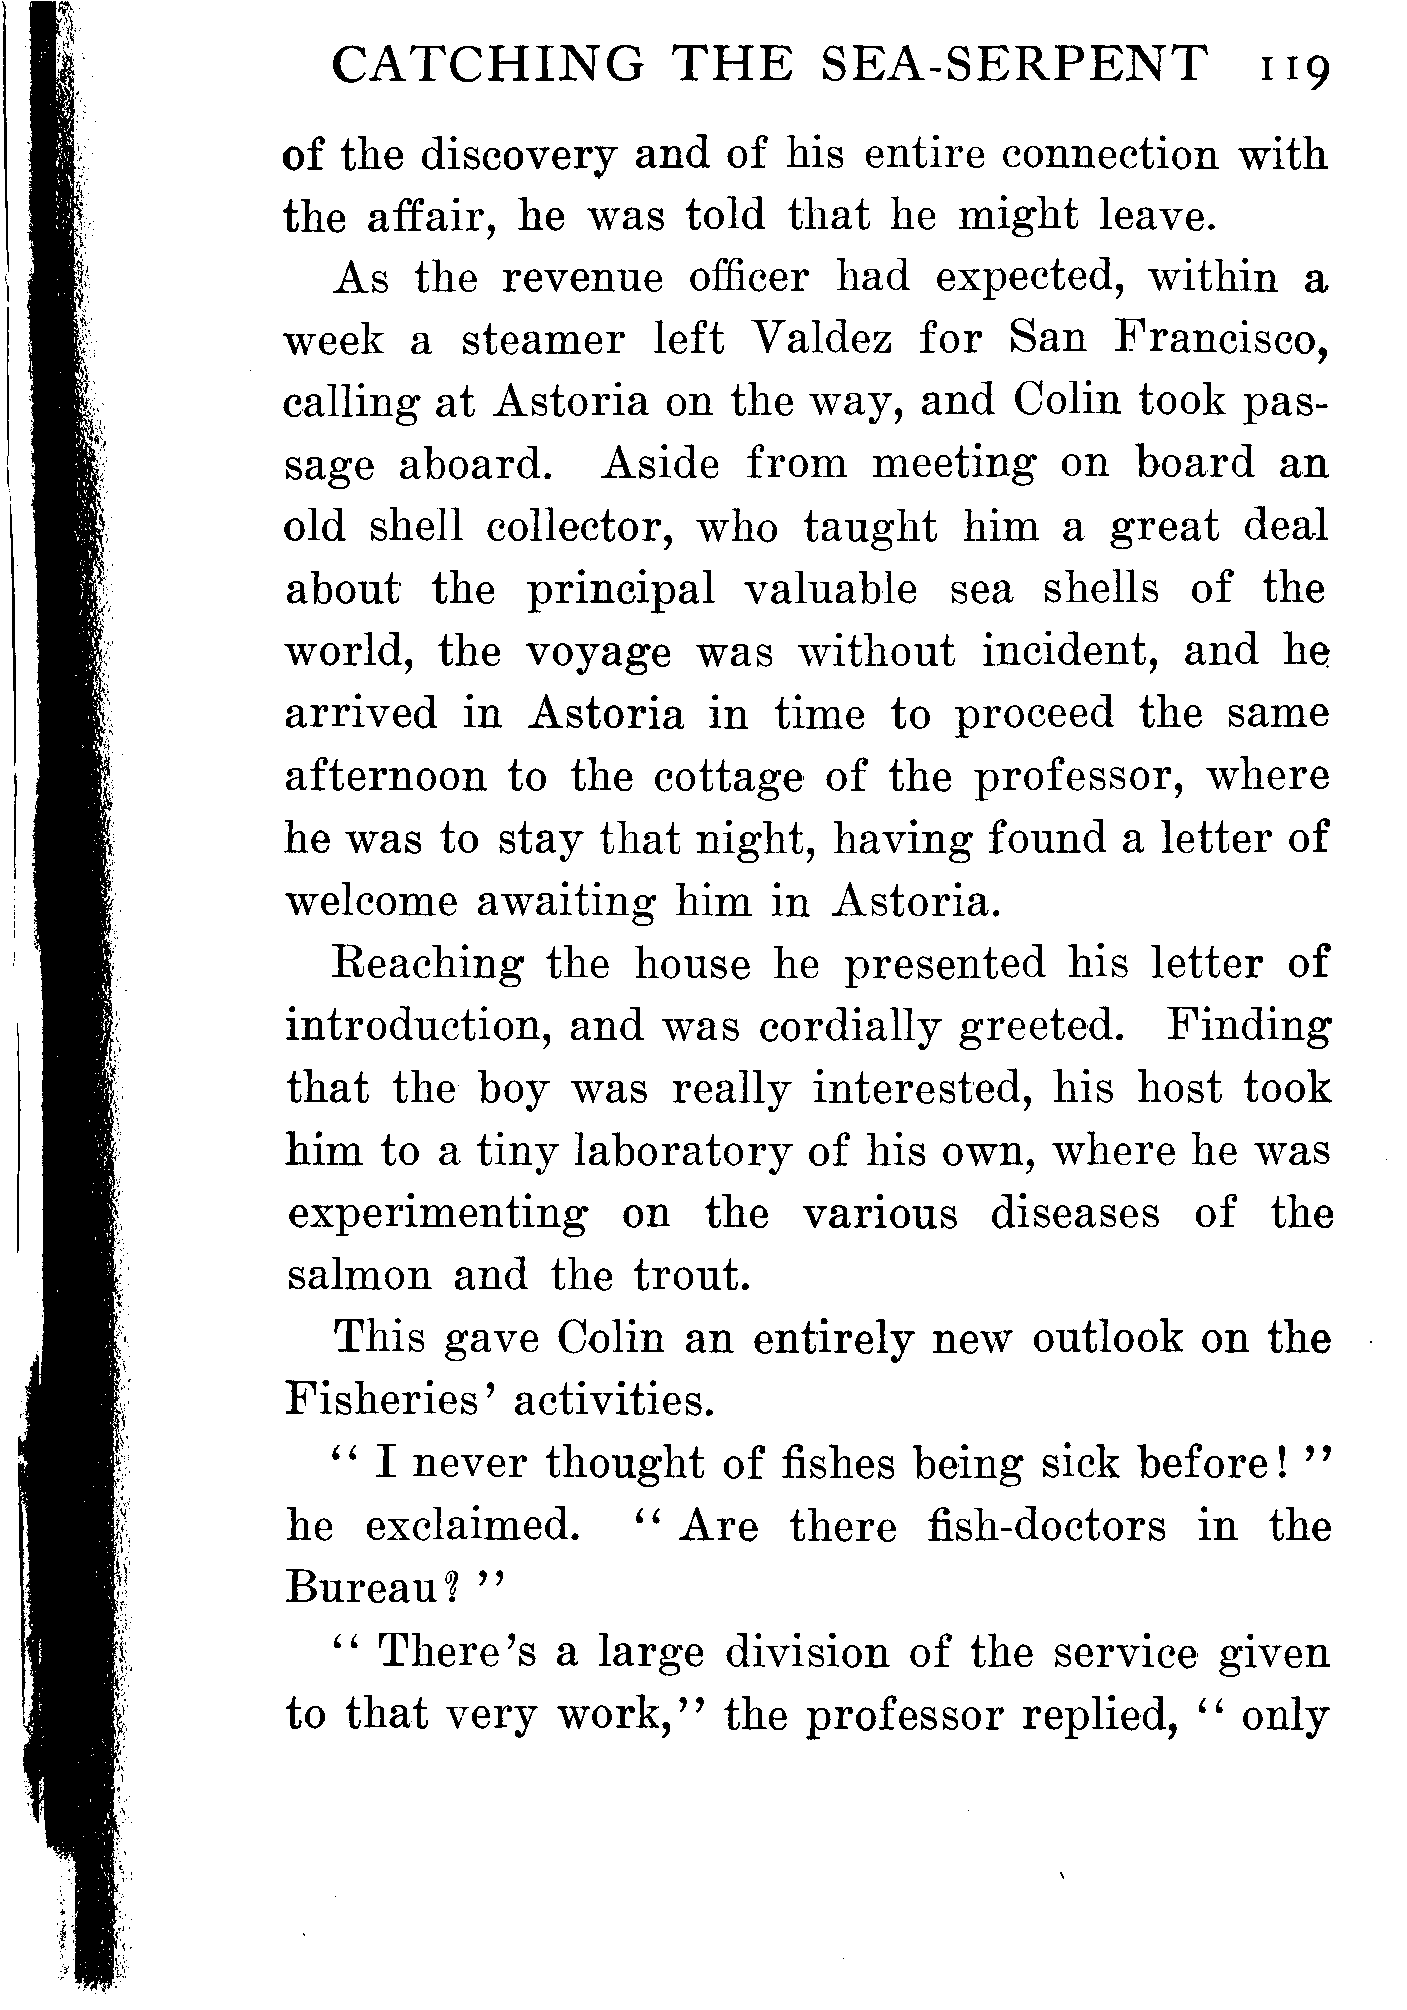 CATCHING THE SEA-SERPENT 119
of the discovery and of his entire connection with
the affair, he was told that he might leave.
As the revenue officer had expected, within a
week a steamer left Valdez for San Francisco,
calling at Astoria on the way, and Colin took pas-
sage aboard. Aside from meeting on board an
old shell collector, who taught him a great deal
about the principal valuable sea shells of the
world, the voyage was without incident, and he
arrived in Astoria in time to proceed the same
afternoon to the cottage of the professor, where
he was to stay that night, having found a letter of
welcome awaiting him in Astoria.
Reaching the house he presented his letter of
introduction, and was cordially greeted. Finding
that the boy was really interested, his host took
him to a tiny laboratory of his own, where he was
experimenting on the various diseases of the
salmon and the trout.
This gave Colin an entirely new outlook on the
Fisheries' activities.
" I never thought of fishes being sick before! "
he exclaimed. " Are there fish-doctors in the
Bureau? "
" There's a large division of the service given
to that very work," the professor replied, " only